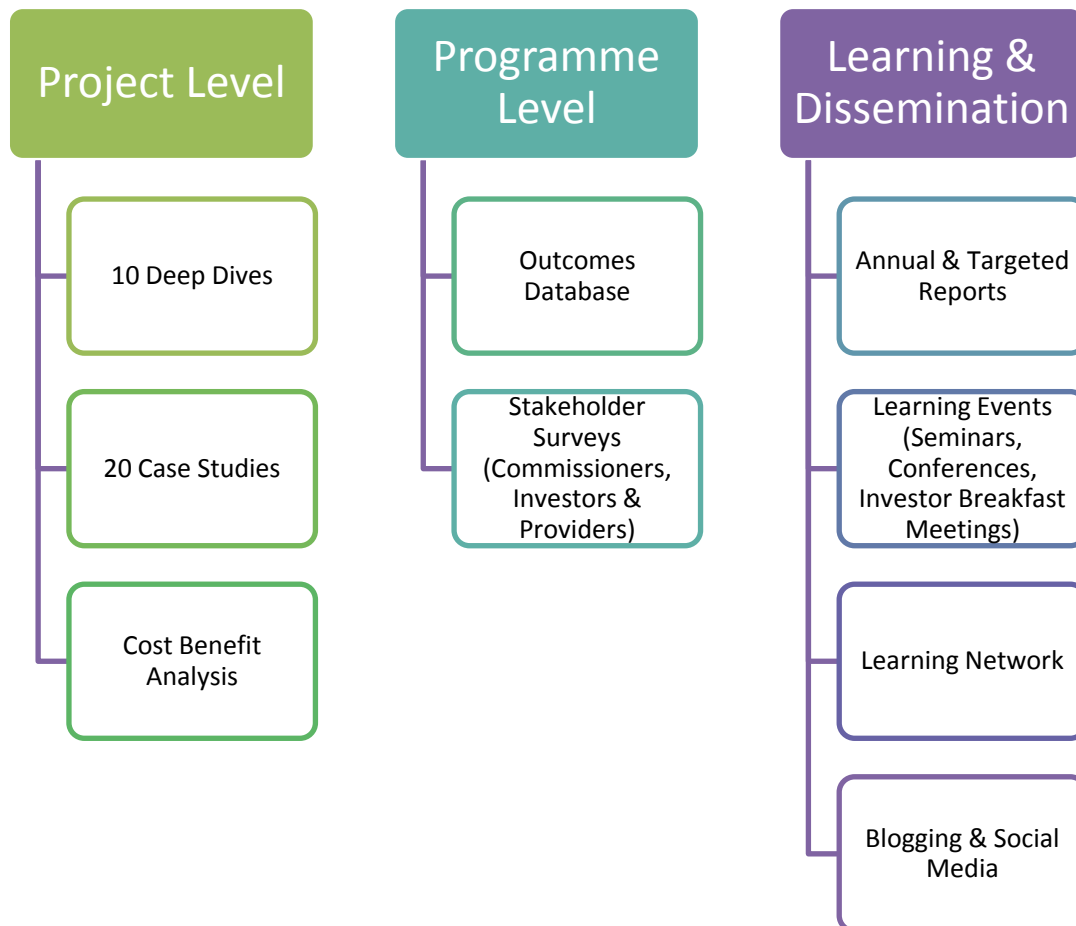 Project Level
10 Deep Dives
20 Case Studies
Cost Benefit
Analysis
Programme
Level
Outcomes
Database
Stakeholder
Surveys
(Commissioners,
Investors &
Providers)
Learning &
Dissemination
Annual & Targeted
Reports
Learning Events
(Seminars,
Conferences,
Investor Breakfast
Meetings)
Learning Network
Blogging & Social
Media